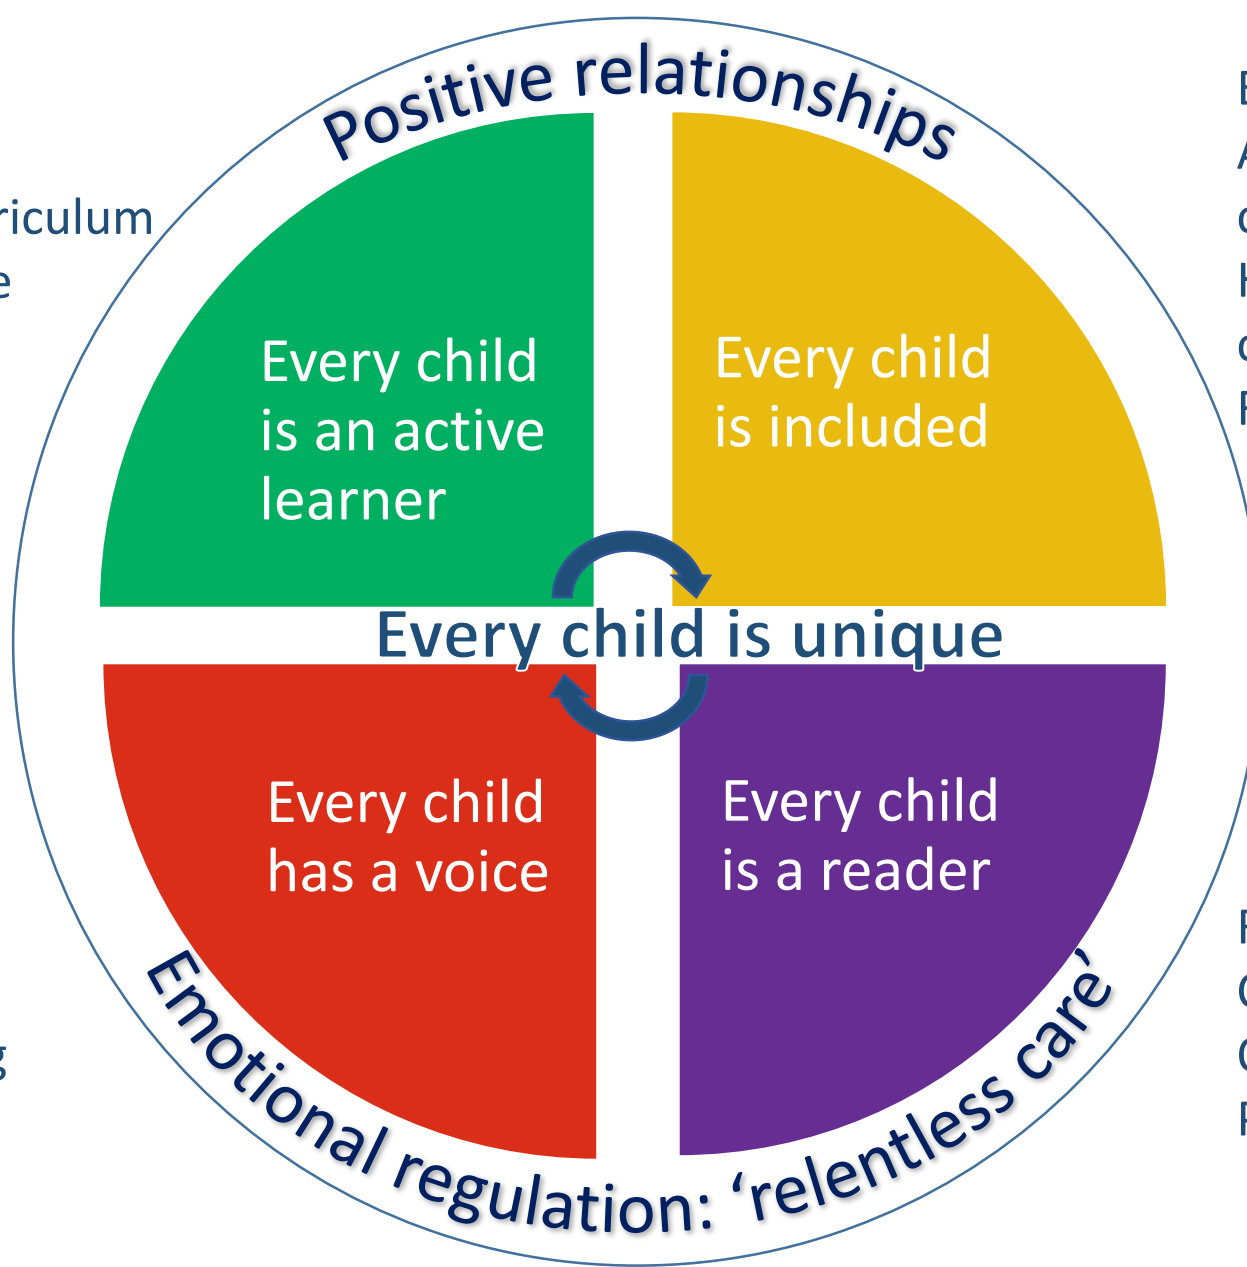 Positive relationships
riculum
Every child
is an active
learner
Every child
is included
Every child is unique
Every child
has a voice
Every child
is a reader
Emotional regulation: ‘relentless care’